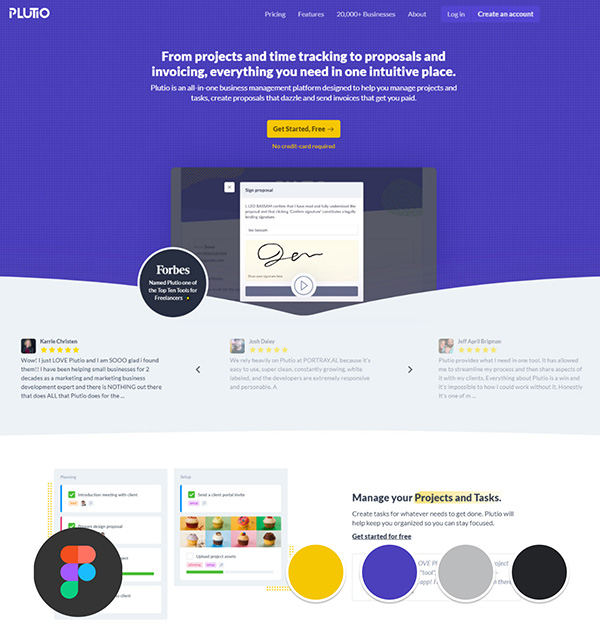 PLUTIO
Pricing Features 20,000+ Businesses About Log in Create an account
From projects and time tracking to proposals and
invoicing, everything you need in one intuitive place.
Plutio is an all-in-one business management platform designed to help you manage projects and
tasks, create proposals that dazzle and send invoices that get you paid.
Get Started, Free →
No credit-card required
Sign proposal
I, LEO BASSAM confirm that I have read and fully understood the
proposal and that clicking 'Confirm signature' constitutes a legally
binding signature.
leo bassam
Draw your signature here
Forbes
Named Plutio one of
the Top Ten Tools for
Freelancers
Karrie Christen
Wow! I just LOVE Plutio and I am SOOO glad i found
them!! I have been helping small businesses for 2
decades as a marketing and marketing business
development expert and there is NOTHING out there
that does ALL that Plutio does for the ...
Josh Daisy
We rely heavily on Plutio at PORTRAY.AL because it's
easy to use, super clean, constantly growing, white
labeled, and the developers are extremely responsive
and personable. A
Jeff April Brigman
Plutio provides what I need in one tool. It has allowed
me to streamline my process and then share aspects
of it with my clients. Everything about Plutio is a win and
it's impossible to how I could work without it. Honestly
it's one of m ...
Planning
Introduction meeting with client
Prepare design proposal
Setup
Send a client portal invite
setup
Upload project assets
planning setup
Manage your Projects and Tasks.
Create tasks for whatever needs to get done. Plutio will
help keep you organized so you can stay focused.
Get started for free
OVE
project
"tool",
app! I
there